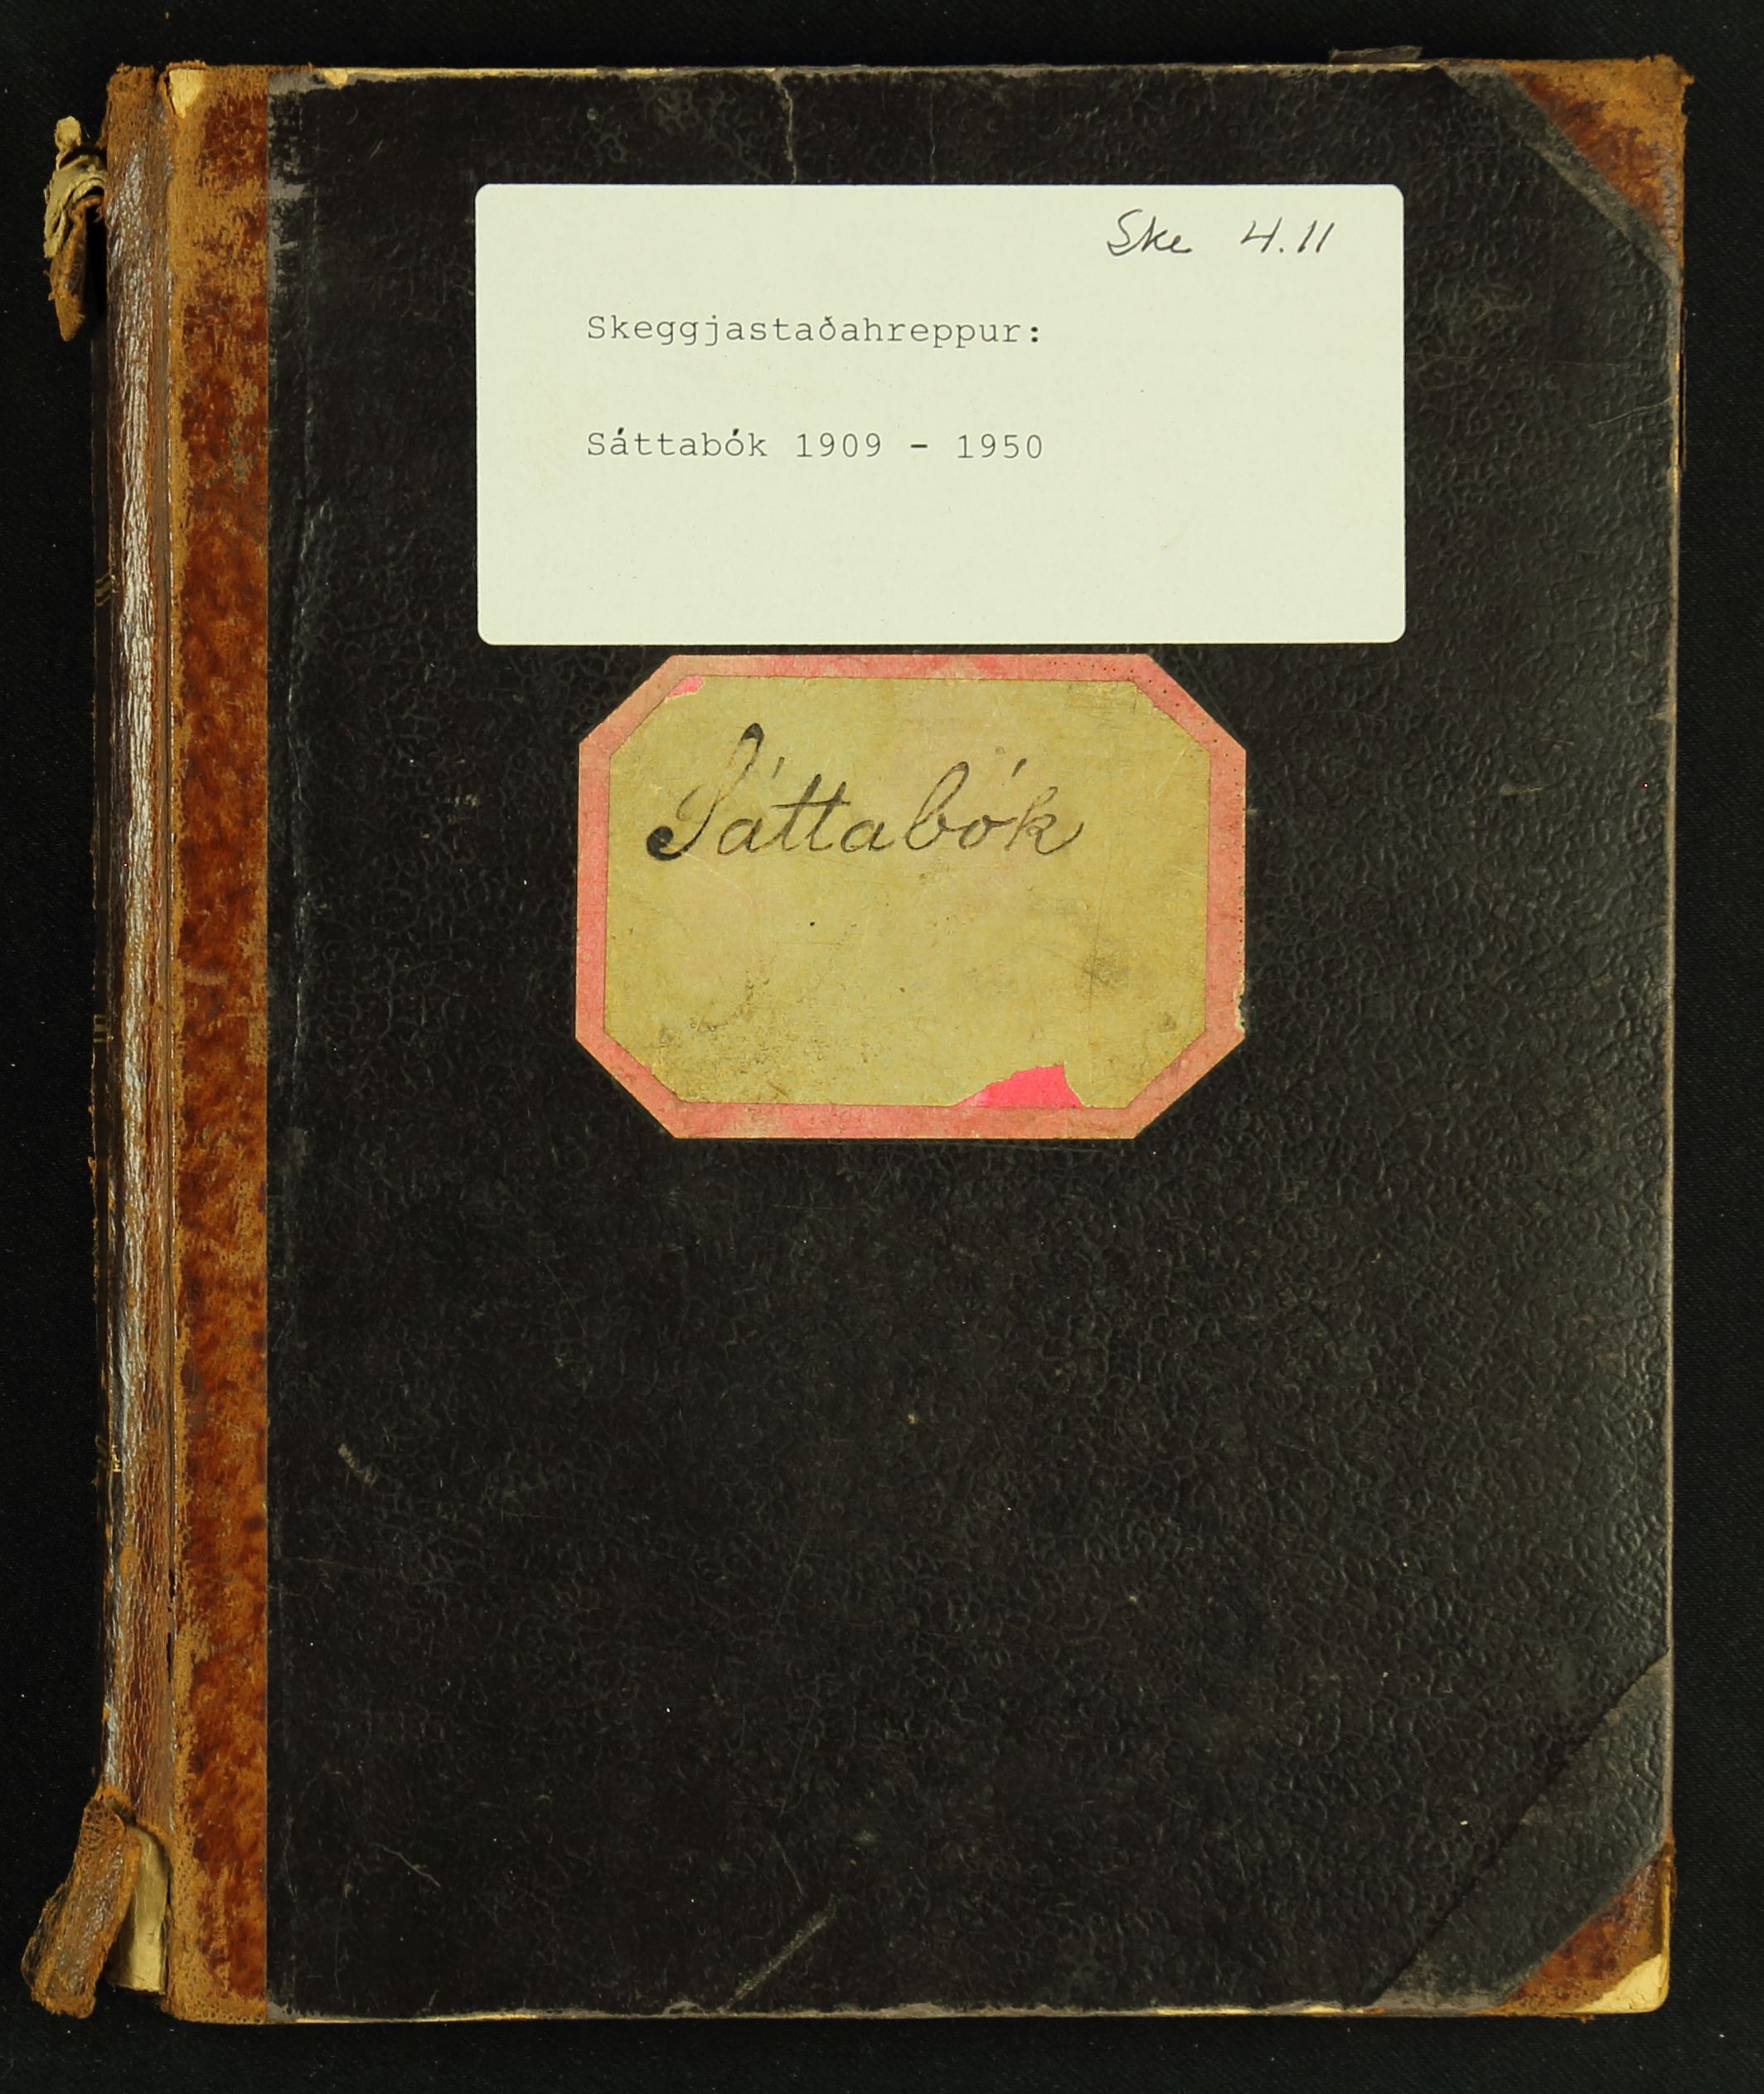 Ske 4.11
Skeggjastaðahreppur:
Sáttabók 1909 - 1950
Sáttabók